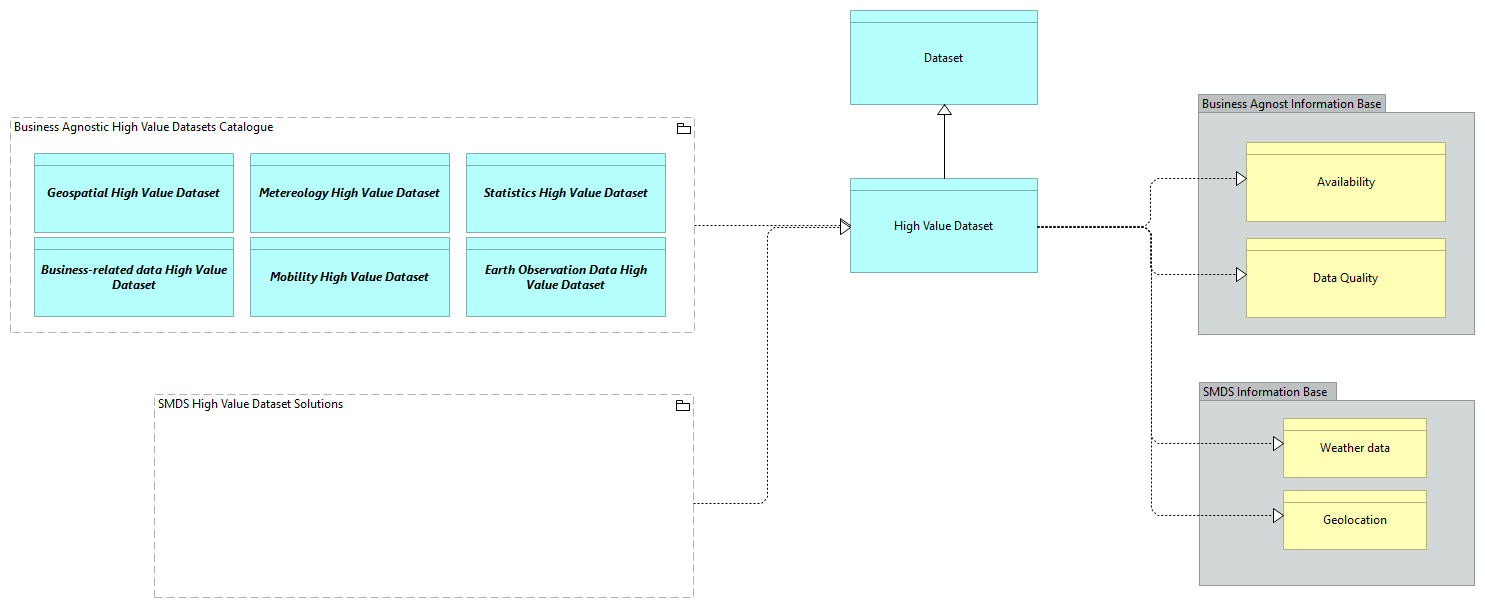 Dataset
Business Agnost Information Base
Business Agnostic High Value Datasets Catalogue
Geospatial High Value Dataset
Metereology High Value Dataset
Statistics High Value Dataset
Availability
High Value Dataset
Business-related data High Value
Dataset
Mobility High Value Dataset
Earth Observation Data High
Value Dataset
Data Quality
SMDS High Value Dataset Solutions
SMDS Information Base
Weather data
Geolocation